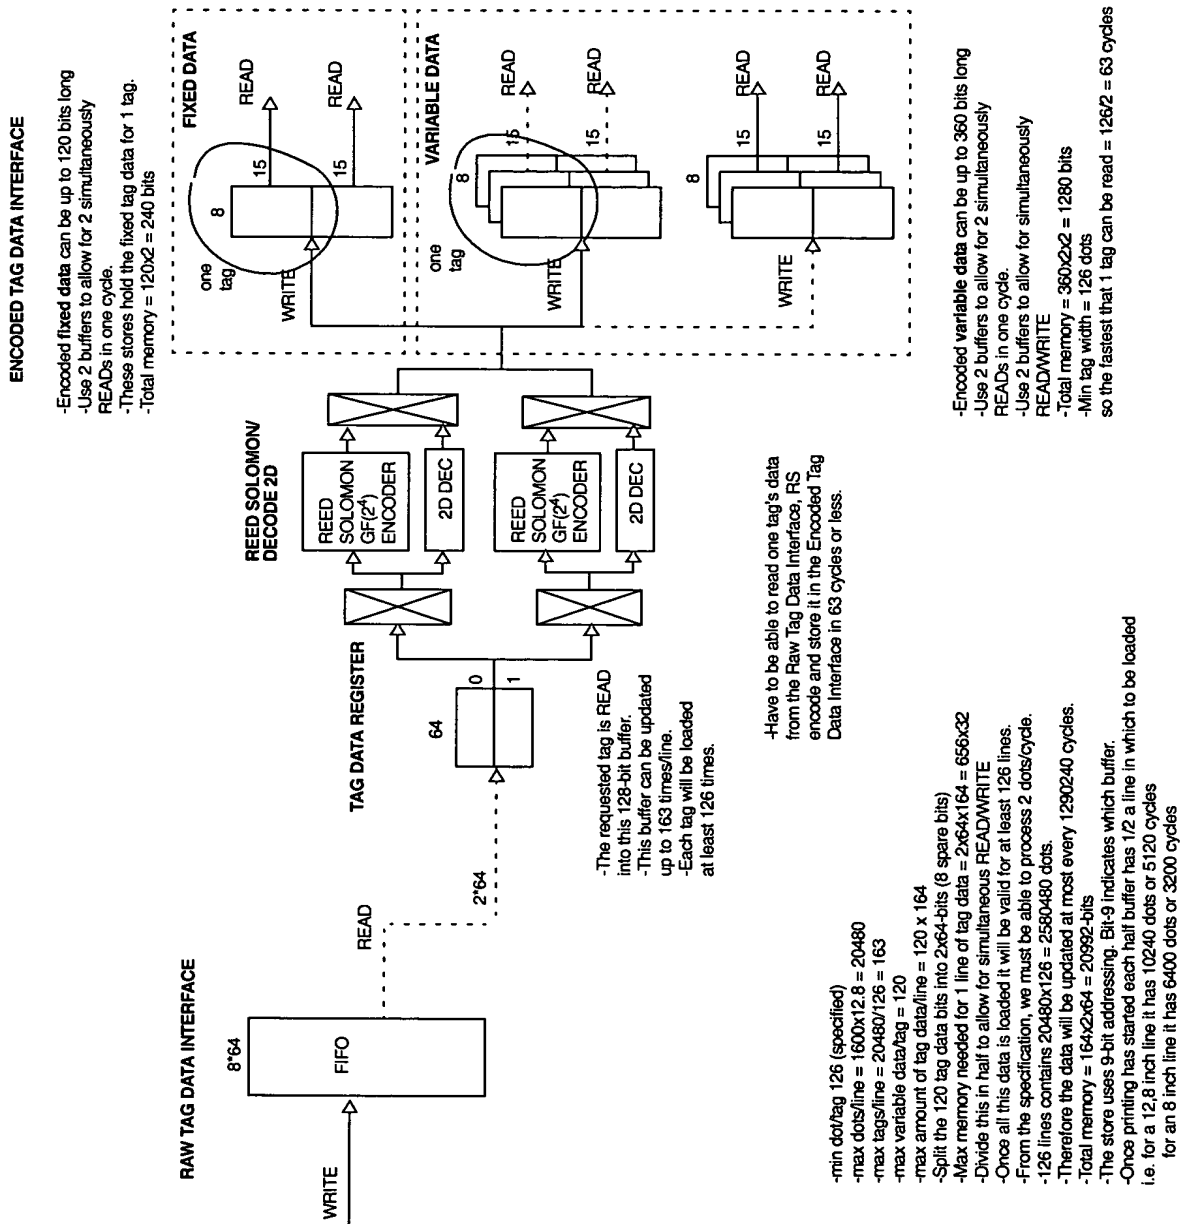 RAW TAG DATA INTERFACE
WRITE
8*64
FIFO
READ
2*64
-min dot/tag 126 (specified)
-max dots/line = 1600x12.8 = 20480
-max tags/line = 20480/126 = 163
-max variable data/tag = 120
-max amount of tag data/line = 120 x 164
-Split the 120 tag data bits into 2x64-bits (8 spare bits)
-Max memory needed for 1 line of tag data = 2x64x164 = 656x32
-Divide this in half to allow for simultaneous READ/WRITE
-Once all this data is loaded it will be valid for at least 126 lines.
-From the specification, we must be able to process 2 dots/cycle.
-126 lines contains 20480x126 = 2580480 dots.
-Therefore the data will be updated at most every 1290240 cycles.
-Total memory = 164x2x64 = 20992-bits
-The store uses 9-bit addressing. Bit-9 indicates which buffer.
-Once printing has started each half buffer has 1/2 a line in which to be loaded
i.e. for a 12,8 inch line it has 10240 dots or 5120 cycles
for an 8 inch line it has 6400 dots or 3200 cycles
TAG DATA REGISTER
64
0
1
-The requested tag is READ
into this 128-bit buffer.
-This buffer can be updated
up to 163 times/line.
-Each tag will be loaded
at least 126 times.
REED SOLOMON/
DECODE 2D
REED
SOLOMON
GF(2⁴)
ENCODER
2D DEC
REED
SOLOMON
GF(2⁴)
ENCODER
2D DEC
-Have to be able to read one tag's data
from the Raw Tag Data Interface, RS
encode and store it in the Encoded Tag
Data Interface in 63 cycles or less.
ENCODED TAG DATA INTERFACE
-Encoded fixed data can be up to 120 bits long
-Use 2 buffers to allow for 2 simultaneously
READs in one cycle.
-These stores hold the fixed tag data for 1 tag.
-Total memory = 120x2 = 240 bits
FIXED DATA
one
tag
8
WRITE
15
READ
15
READ
VARIABLE DATA
one
tag
8
WRITE
15
READ
15
READ
8
WRITE
15
READ
15
READ
-Encoded variable data can be up to 360 bits long
-Use 2 buffers to allow for 2 simultaneously
READs in one cycle.
-Use 2 buffers to allow for simultaneously
READ/WRITE
-Total memory = 360x2x2 = 1280 bits
-Min tag width = 126 dots
so the fastest that 1 tag can be read = 126/2 = 63 cycles